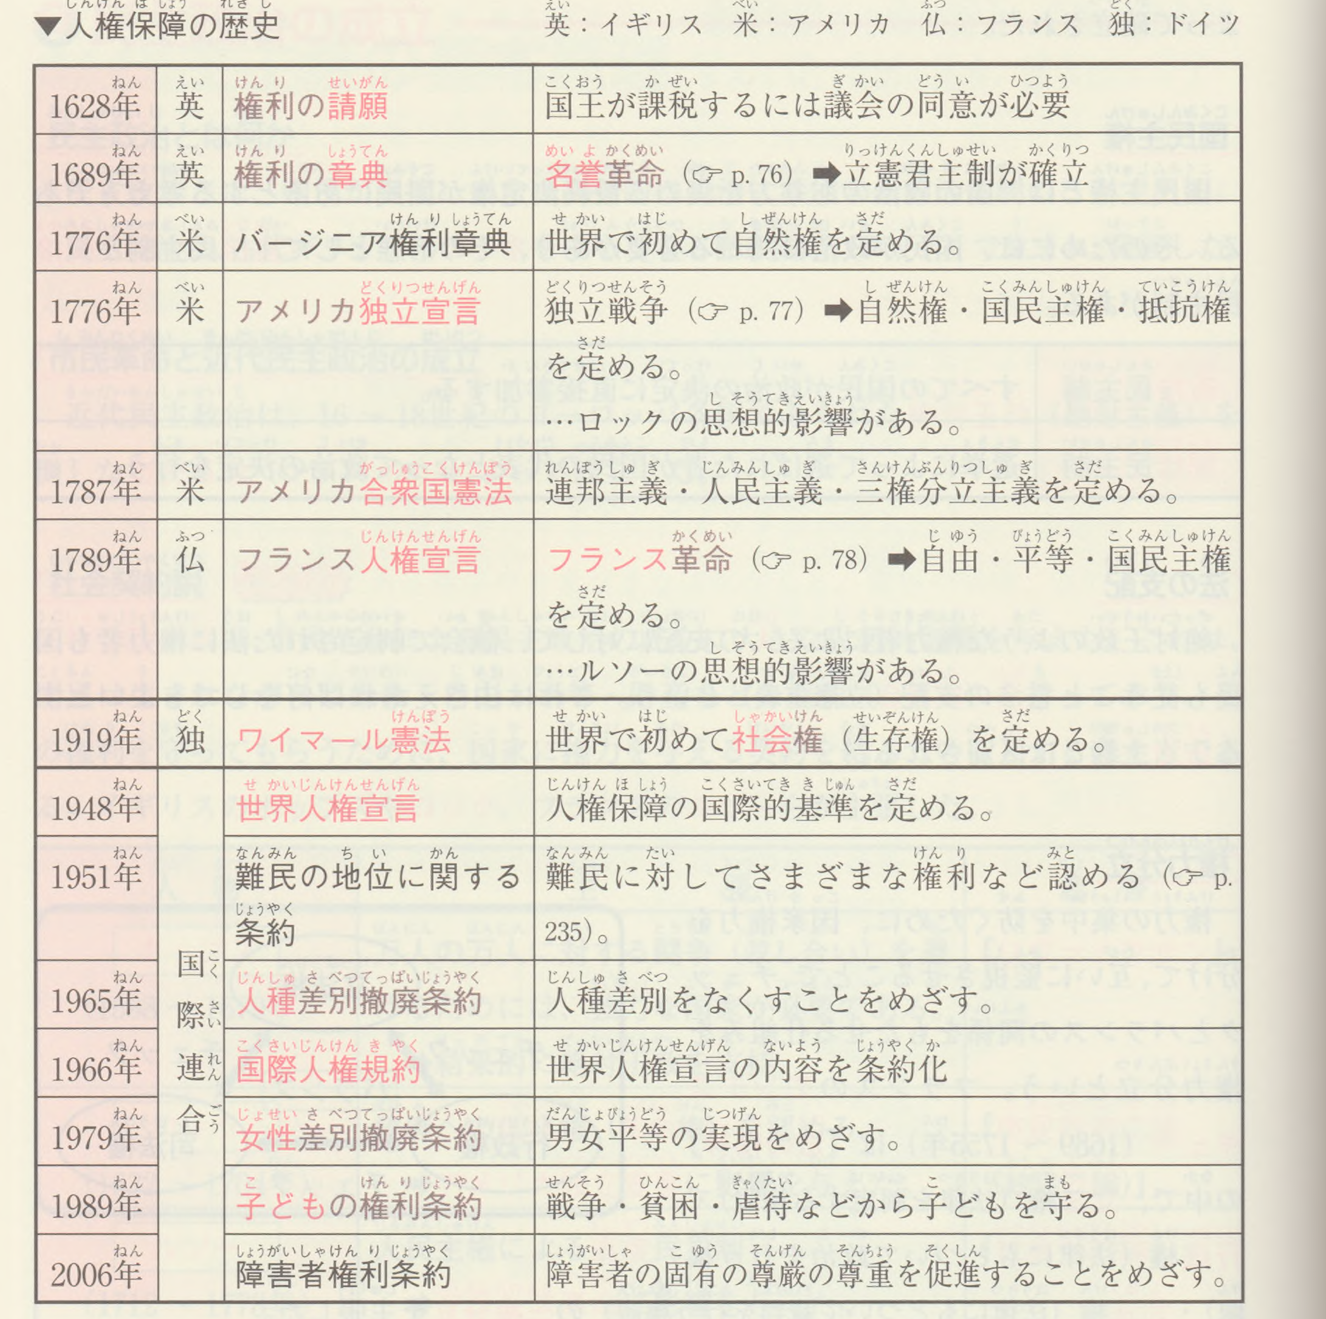 ▼人権保障の歴史 英：イギリス 米：アメリカ 仏：フランス 独：ドイツ
1628年 英 権利の請願 国王が課税するには議会の同意が必要
1689年 英 権利の章典 名誉革命（☞ p. 76）➡立憲君主制が確立
1776年 米 バージニア権利章典 世界で初めて自然権を定める。
1776年 米 アメリカ独立宣言 独立戦争（☞ p. 77）➡自然権・国民主権・抵抗権
を定める。
…ロックの思想的影響がある。
1787年 米 アメリカ合衆国憲法 連邦主義・人民主義・三権分立主義を定める。
1789年 仏 フランス人権宣言 フランス革命（☞ p. 78）➡自由・平等・国民主権
を定める。
…ルソーの思想的影響がある。
1919年 独 ワイマール憲法 世界で初めて社会権（生存権）を定める。
国際連合
1948年 世界人権宣言 人権保障の国際的基準を定める。
1951年 難民の地位に関する 難民に対してさまざまな権利など認める（☞ p.
条約 235）。
1965年 人種差別撤廃条約 人種差別をなくすことをめざす。
1966年 国際人権規約 世界人権宣言の内容を条約化
1979年 女性差別撤廃条約 男女平等の実現をめざす。
1989年 子どもの権利条約 戦争・貧困・虐待などから子どもを守る。
2006年 障害者権利条約 障害者の固有の尊厳の尊重を促進することをめざす。